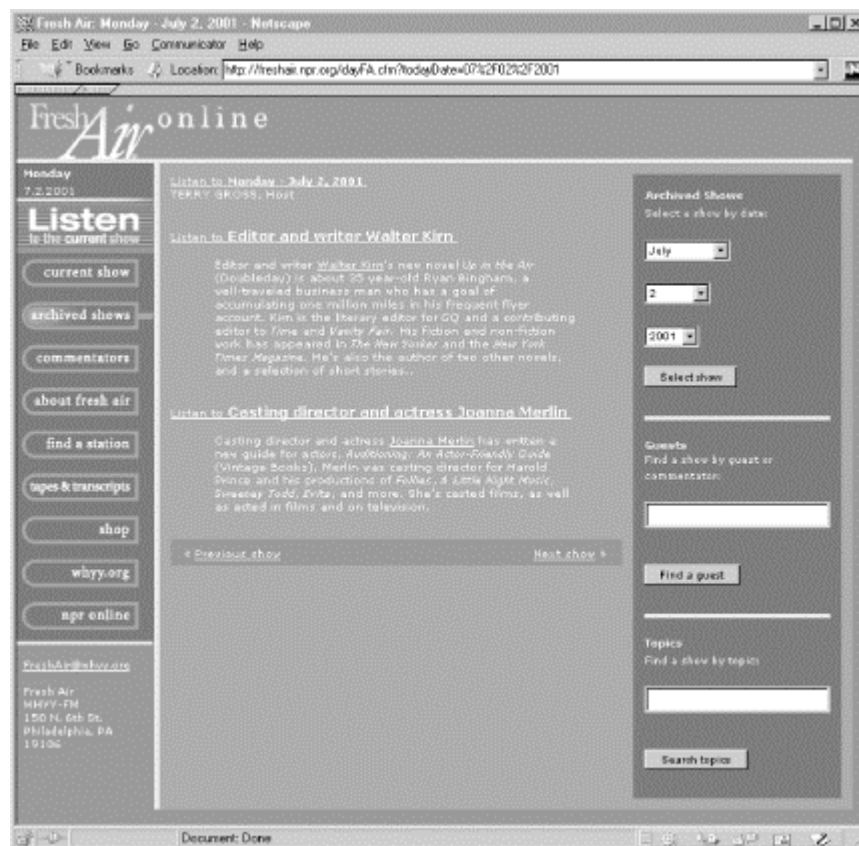 Fresh Air: Monday - July 2, 2001 - Netscape
File Edit View Go Communicator Help
Bookmarks Location: http://freshair.npr.org/dayFA.cfm?todayDate=07%2F02%2F2001
Fresh Air online
Monday
7.2.2001
Listen
to the current show
current show
archived shows
commentators
about fresh air
find a station
tapes & transcripts
shop
whyy.org
npr online
FreshAir@whyy.org
Fresh Air
WHYY-FM
150 N. 6th St.
Philadelphia, PA
19106
Listen to Monday - July 2, 2001
TERRY GROSS, Host
Listen to Editor and writer Walter Kirn
Editor and writer Walter Kirn's new novel Up in the Air
(Doubleday) is about 35 year-old Ryan Bingham, a
well-traveled business man who has a goal of
accumulating one million miles in his frequent flyer
account. Kirn is the literary editor for GQ and a contributing
editor to Time and Vanity Fair. His fiction and non-fiction
work has appeared in The New Yorker and the New York
Times Magazine. He's also the author of two other novels,
and a selection of short stories..
Listen to Casting director and actress Joanna Merlin
Casting director and actress Joanna Merlin has written a
new guide for actors, Auditioning: An Actor-Friendly Guide
(Vintage Books). Merlin was casting director for Harold
Prince and his productions of Follies, A Little Night Music,
Sweeney Todd, Evita, and more. She's casted films, as well
as acted in films and on television.
« Previous show Next show »
Archived Shows
Select a show by date:
July
2
2001
Select show
Guests
Find a show by guest or
commentator:
Find a guest
Topics
Find a show by topic:
Search topics
Document: Done